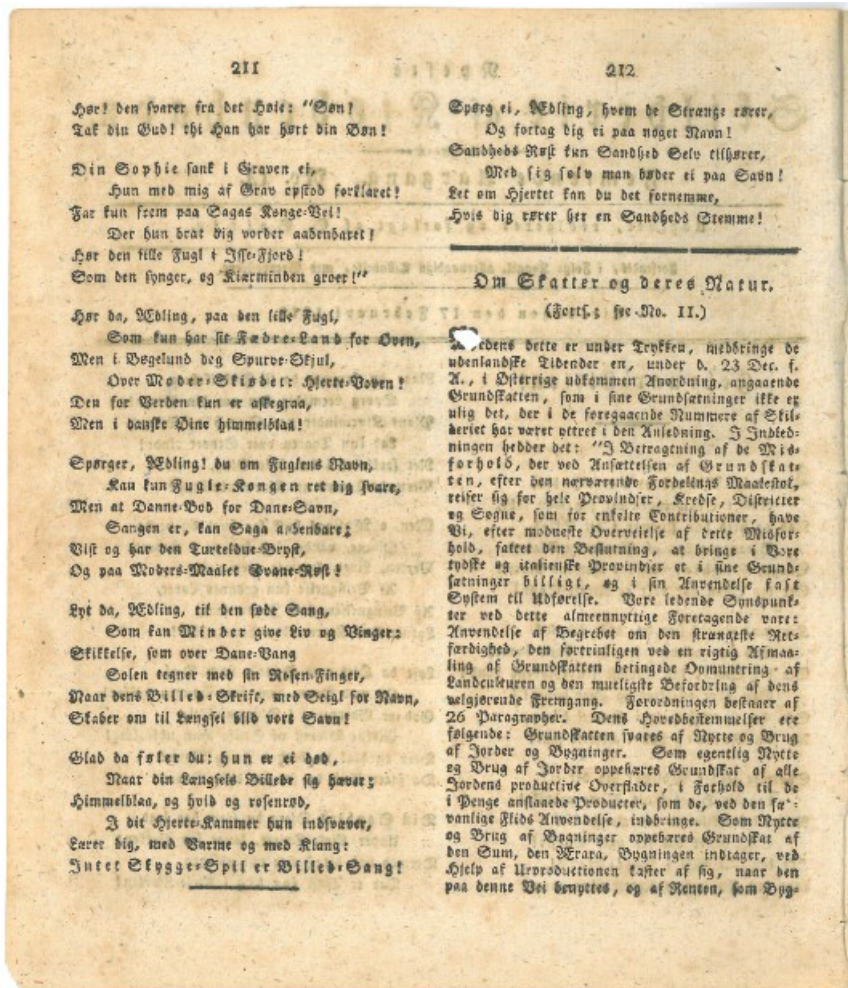 211
Hør! den svarer fra det Høie: "Søn!
Tak din Gud! thi Han har hørt din Bøn!
Din Sophie sank i Graven ei,
Hun med mig af Grav opstod forklaret!
Far kun frem paa Sagas Konge-Vei!
Der hun brat dig vorder aabenbaret!
Hør den lille Fugl i Isse-Fjord!
Som den synger, og Kiærminden groer!"
Hør da, Ædling, paa den lille Fugl,
Som kun har sit Fædre-Land for Oven,
Men i Bøgelund dog Spurve-Skjul,
Over Moder-Skiødet: Hjerte-Voven!
Den for Verden kun er askegraa,
Men i danske Øine himmelblaa!
Spørger, Ædling! du om Fuglens Navn,
Kan kun Fugle-Kongen ret dig svare,
Men at Danne-Bod for Dane-Savn,
Sangen er, kan Saga aabenbare;
Vist og har den Turteldue-Bryst,
Og paa Moders-Maalet Svane-Røst!
Lyt da, Ædling, til den søde Sang,
Som kan Minder give Liv og Vinger;
Skikkelse, som over Dane-Vang
Solen tegner med sin Rosen-Finger,
Naar dens Billed-Skrift, med Seigl for Navn,
Skaber om til Længsel blid vort Savn!
Glad da føler du: hun er ei død,
Naar din Længsels Billede sig hæver;
Himmelblaa, og hvid og rosenrød,
I dit Hjerte-Kammer hun indsvæver,
Lærer dig, med Varme og med Klang:
Intet Skygge-Spil er Billed-Sang!
212
Spørg ei, Ædling, hvem de Strænge rører,
Og fortag dig ei paa noget Navn!
Sandheds Røst kun Sandhed Selv tilhører,
Med sig selv man bøder ei paa Savn!
Let om Hjertet kan du det fornemme,
Hvis dig rører her en Sandheds Stemme!
Om Skatter og deres Natur.
(Forts.; see No. 11.)
dette er under Trykken, medbringe de
udenlandske Tidender en, under d. 23 Dec. f.
A., i Østerrige udkommen Anordning, angaaende
Grundskatten, som i sine Grundsætninger ikke er
ulig det, der i de foregaaende Nummere af Skil-
deriet har været yttret i den Anledning. I Indled-
ningen hedder det: "I Betragtning af de Mis-
forhold, der ved Ansættelsen af Grundskat-
ten, efter den nærværende Fordelings Maalestok,
reiser sig for hele Provindser, Kredse, Districter
og Sogne, som for enkelte Contributioner, have
Vi, efter modneste Overveielse af dette Misfor-
hold, fattet den Beslutning, at bringe i Vore
tydske og italienske Provindser et i sine Grund-
sætninger billigt, og i sin Anvendelse fast
System til Udførelse. Vore ledende Synspunk-
ter ved dette almeennyttige Foretagende vare:
Anvendelse af Begrebet om den strængeste Ret-
færdighed, den fortrinligen ved en rigtig Afmaa-
ling af Grundskatten betingede Opmuntring af
Landculturen og den mueligste Befordring af dens
velgjørende Fremgang. Forordningen bestaaer af
26 Paragrapher. Dens Hovedbestemmelser ere
følgende: Grundskatten svares af Nytte og Brug
af Jorder og Bygninger. Som egentlig Nytte
og Brug af Jorder oppebæres Grundskat af alle
Jordens productive Overflader, i Forhold til de
i Penge anslaaede Producter, som de, ved den sæd-
vanlige Flids Anvendelse, indbringe. Som Nytte
og Brug af Bygninger oppebæres Grundskat af
den Sum, den Ærara, Bygningen indtager, ved
Hjelp af Urproductionen kaster af sig, naar den
paa denne Vei benyttes, og af Renten, som Byg-